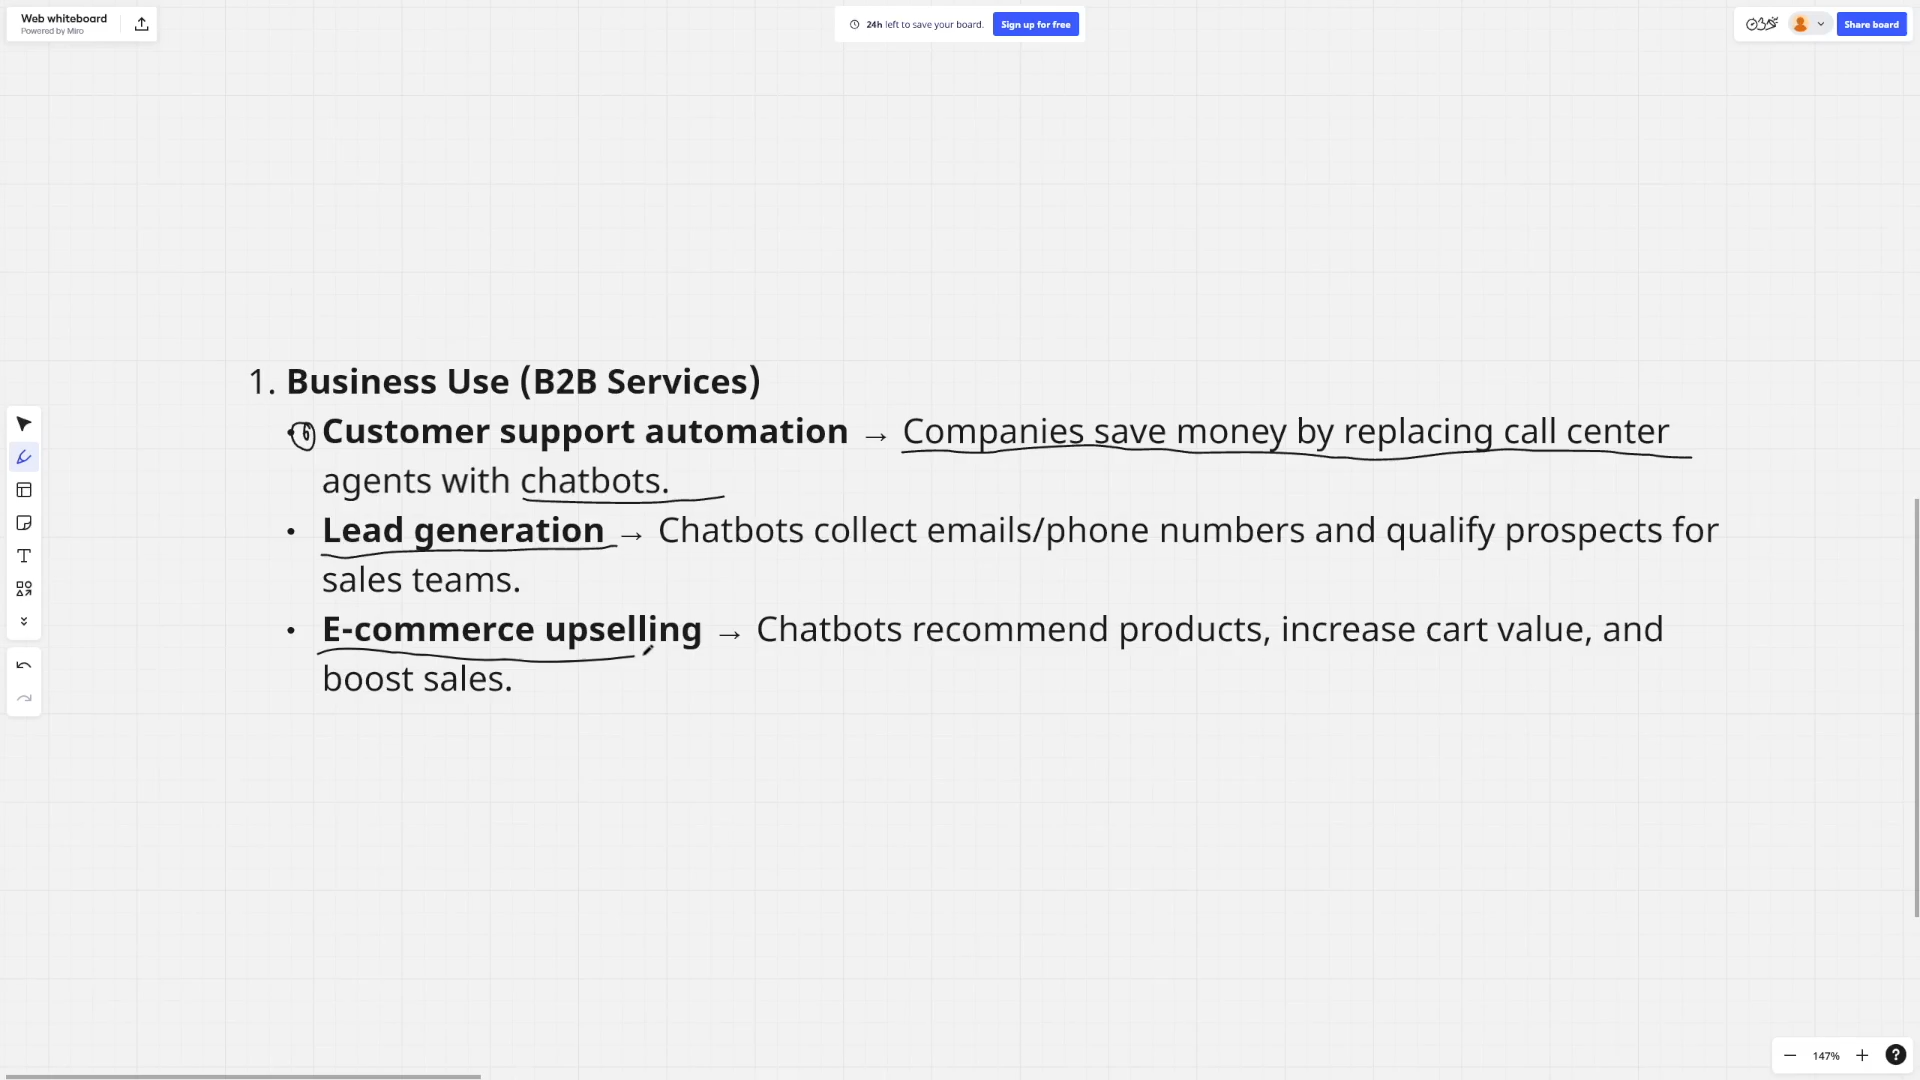 Web whiteboard
Powered by Miro
24h left to save your board.
Sign up for free
Share board
1. Business Use (B2B Services)
• Customer support automation → Companies save money by replacing call center
agents with chatbots.
• Lead generation → Chatbots collect emails/phone numbers and qualify prospects for
sales teams.
• E-commerce upselling → Chatbots recommend products, increase cart value, and
boost sales.
147%